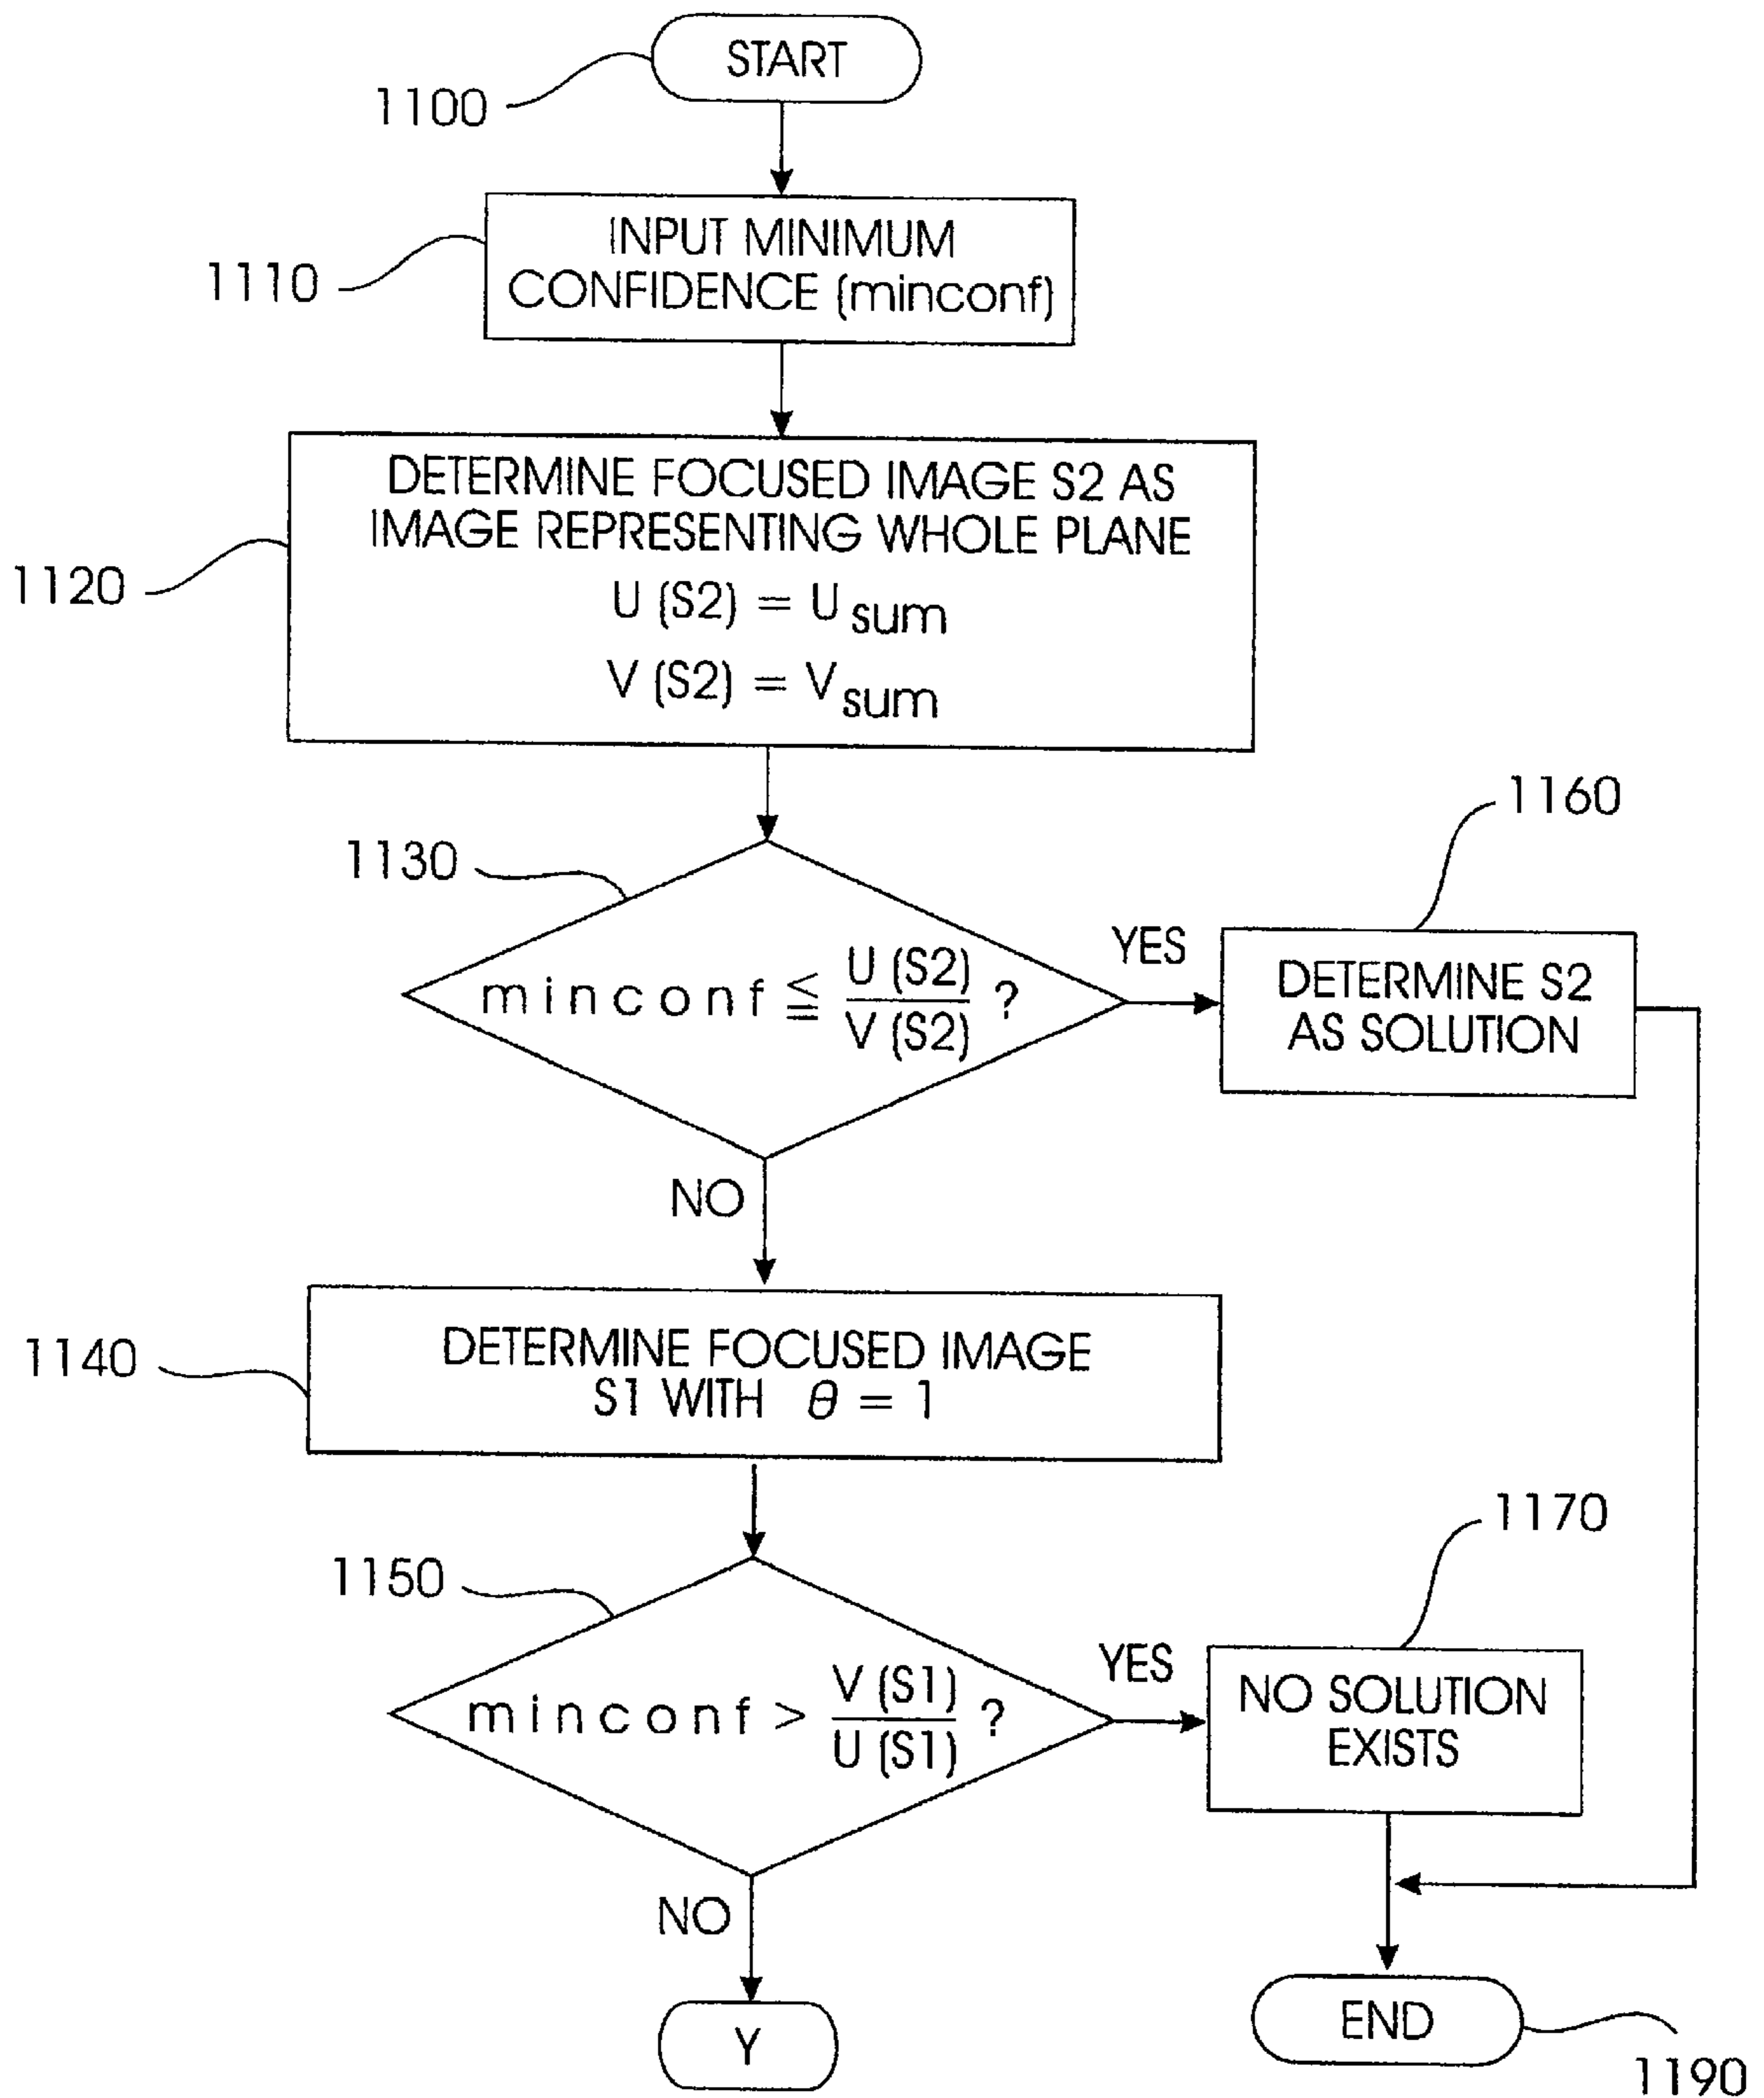 START
1100
INPUT MINIMUM
CONFIDENCE (minconf)
1110
DETERMINE FOCUSED IMAGE S2 AS
IMAGE REPRESENTING WHOLE PLANE
U (S2) = U sum
V (S2) = V sum
1120
1130
minconf ≦ U (S2) / V (S2) ?
YES
1160
DETERMINE S2
AS SOLUTION
NO
1140
DETERMINE FOCUSED IMAGE
S1 WITH θ = 1
1150
minconf > V (S1) / U (S1) ?
YES
1170
NO SOLUTION
EXISTS
NO
Y
END
1190